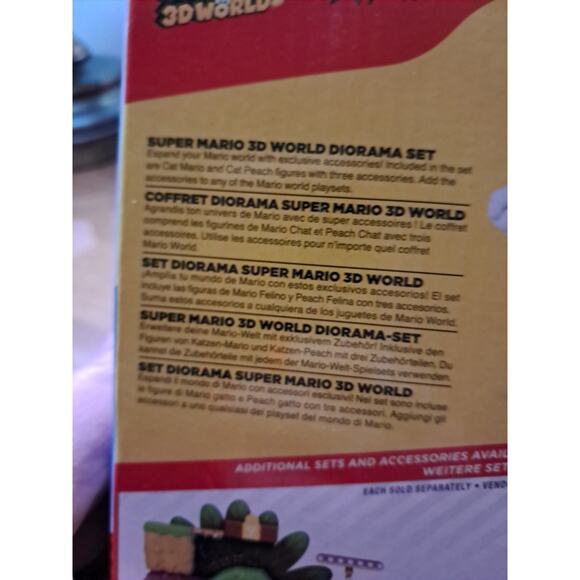 3D WORLD
SUPER MARIO 3D WORLD DIORAMA SET
Expand your Mario world with exclusive accessories! Included in the set
are Cat Mario and Cat Peach figures with three accessories. Add the
accessories to any of the Mario world playsets.
COFFRET DIORAMA SUPER MARIO 3D WORLD
Agrandis ton univers de Mario avec de super accessoires ! Le coffret
comprend les figurines de Mario Chat et Peach Chat avec trois
accessoires. Utilise les accessoires pour n'importe quel coffret
Mario World.
SET DIORAMA SUPER MARIO 3D WORLD
¡Amplía tu mundo de Mario con estos exclusivos accesorios! El set
incluye las figuras de Mario Felino y Peach Felina con tres accesorios.
Suma estos accesorios a cualquiera de los juguetes de Mario World.
SUPER MARIO 3D WORLD DIORAMA-SET
Erweitere deine Mario-Welt mit exklusivem Zubehör! Inklusive den
Figuren von Katzen-Mario und Katzen-Peach mit drei Zubehörteilen. Du
kannst die Zubehörteile mit jedem der Mario-Welt-Spielsets verwenden.
SET DIORAMA SUPER MARIO 3D WORLD
Espandi il mondo di Mario con accessori esclusivi! Nel set sono incluse
le figure di Mario gatto e Peach gatto con tre accessori. Aggiungi gli
accessori a uno qualsiasi dei playset del mondo di Mario.
ADDITIONAL SETS AND ACCESSORIES AVAIL
WEITERE SET
EACH SOLD SEPARATELY • VEND